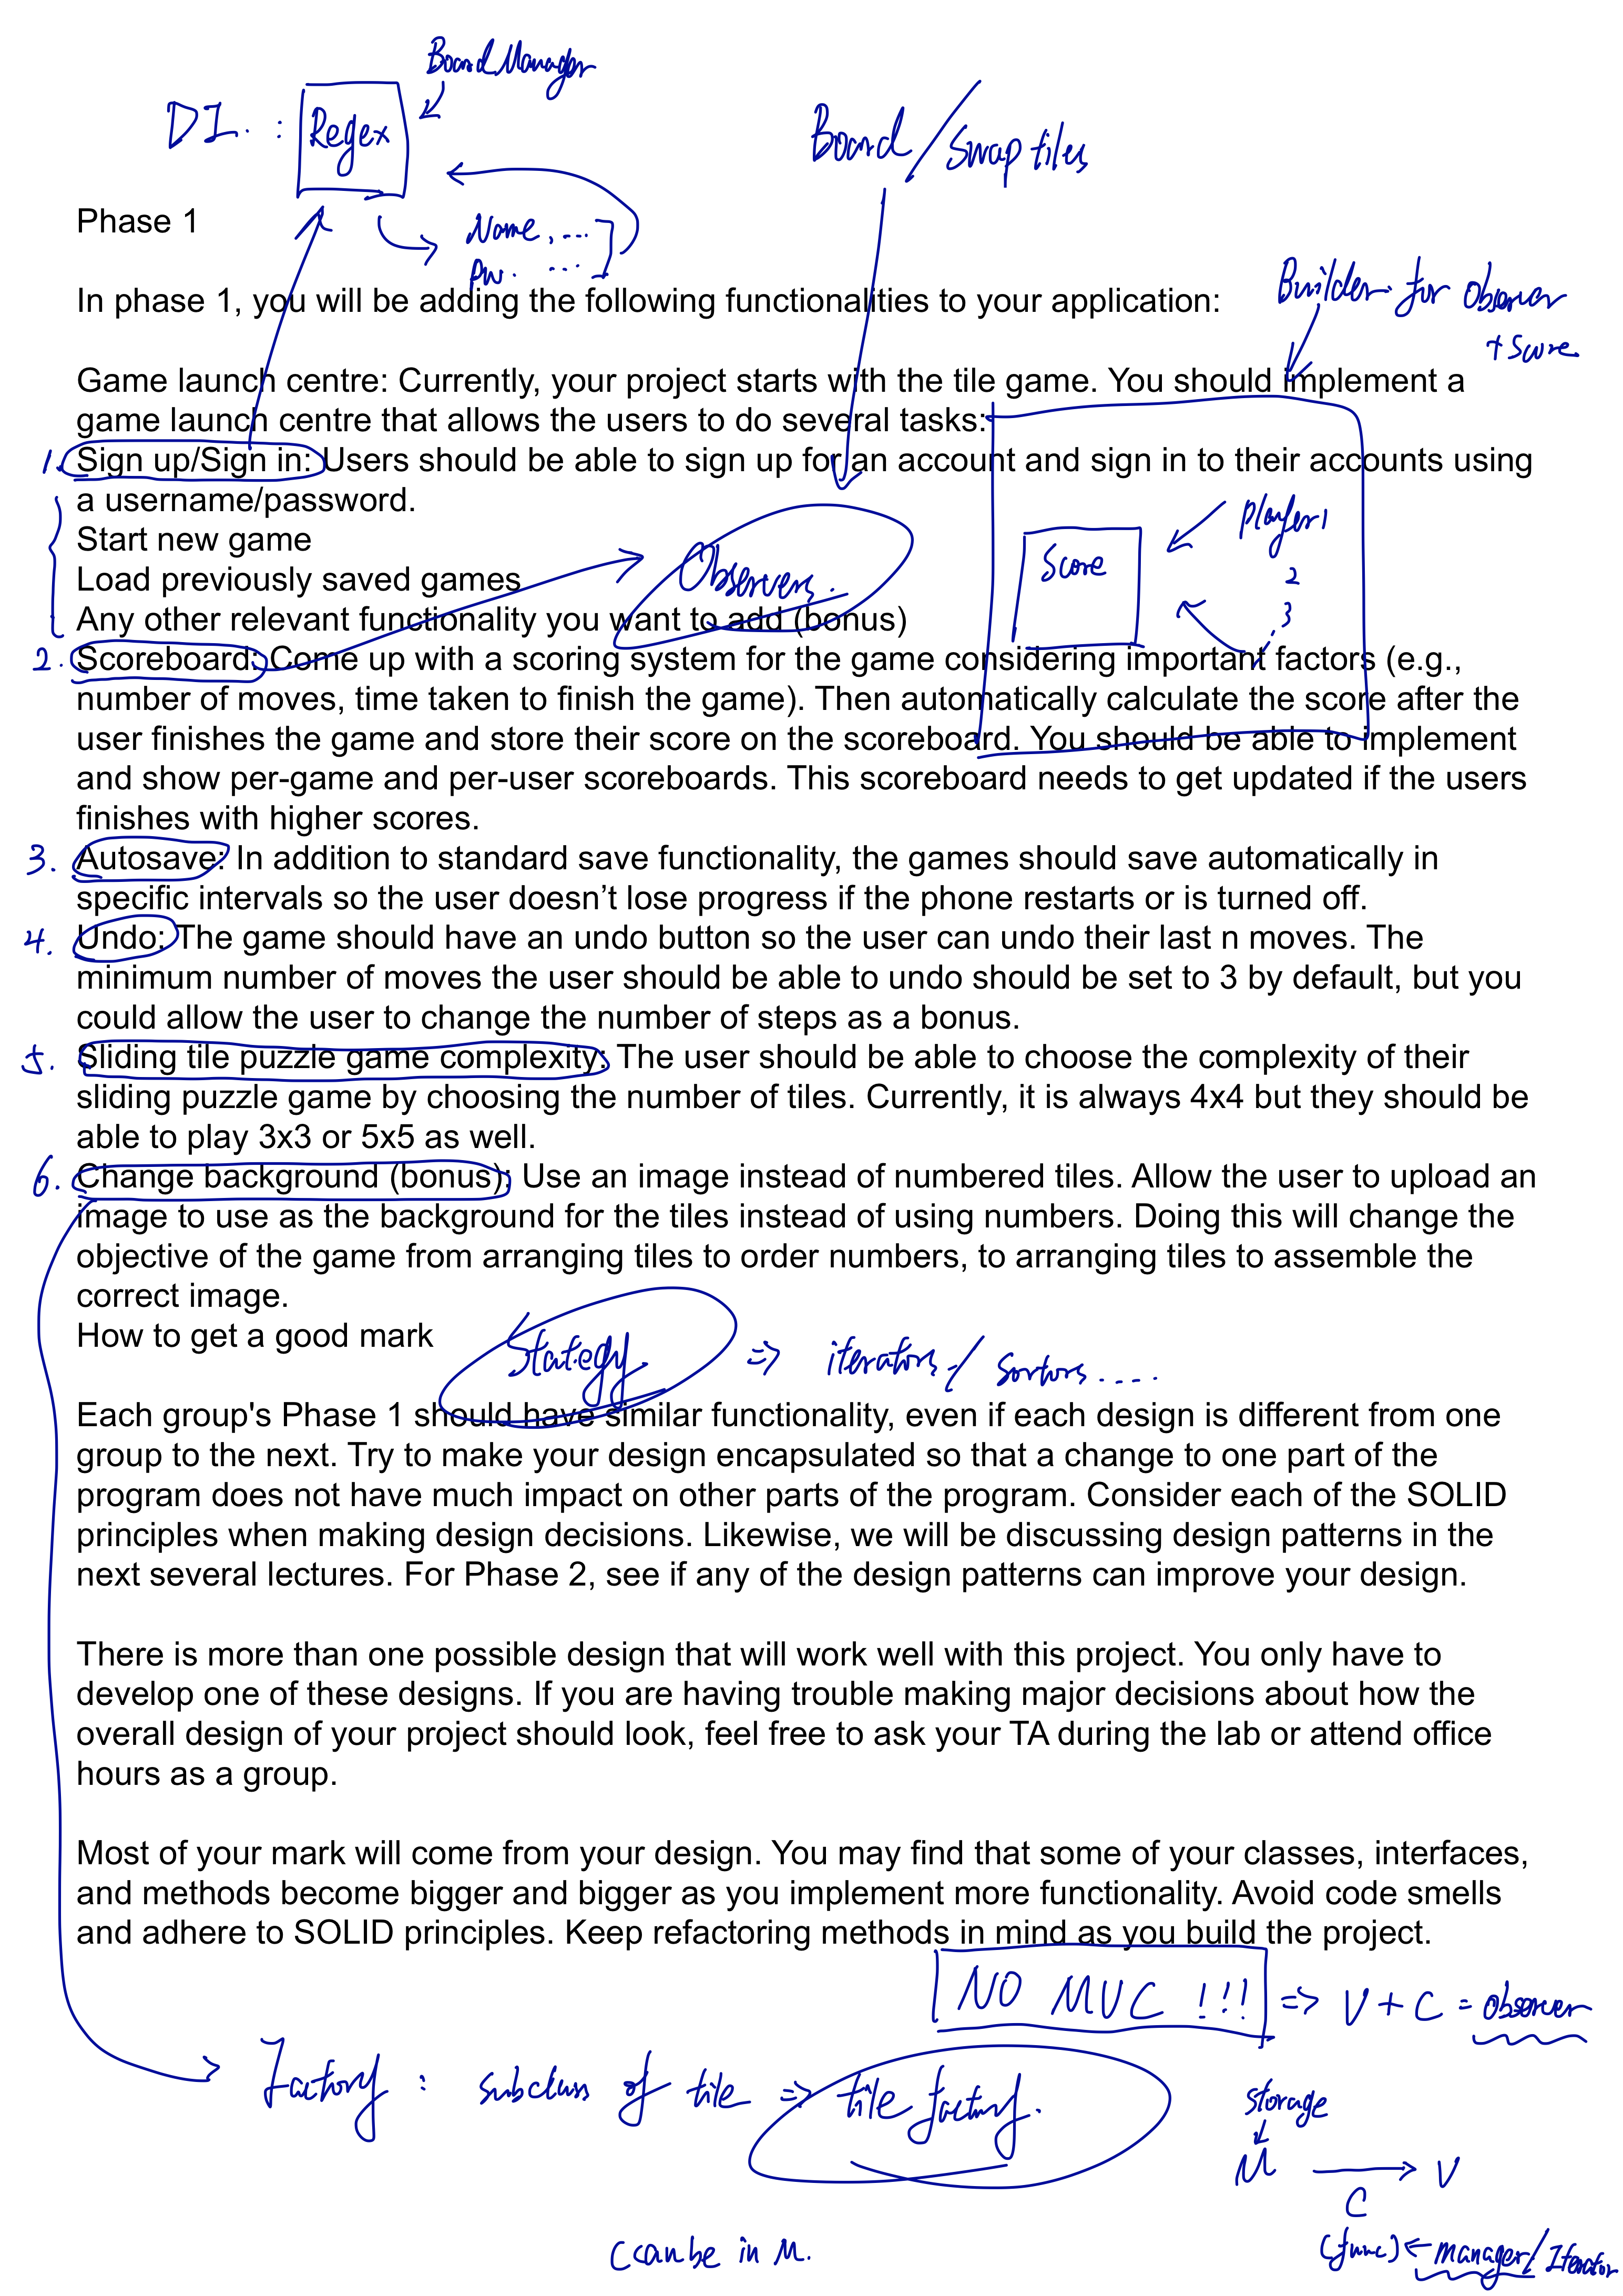 Board Manager
DI. : Regex
Board / Swap tiles
Phase 1
Name, ....
pw. ....
Builder for Observer
+ Score
In phase 1, you will be adding the following functionalities to your application:
Game launch centre: Currently, your project starts with the tile game. You should implement a
game launch centre that allows the users to do several tasks:
1. Sign up/Sign in: Users should be able to sign up for an account and sign in to their accounts using
a username/password.
Start new game
Load previously saved games
Any other relevant functionality you want to add (bonus)
Observers.
Score
player 1
2
3
2. Scoreboard: Come up with a scoring system for the game considering important factors (e.g.,
number of moves, time taken to finish the game). Then automatically calculate the score after the
user finishes the game and store their score on the scoreboard. You should be able to implement
and show per-game and per-user scoreboards. This scoreboard needs to get updated if the users
finishes with higher scores.
3. Autosave: In addition to standard save functionality, the games should save automatically in
specific intervals so the user doesn’t lose progress if the phone restarts or is turned off.
4. Undo: The game should have an undo button so the user can undo their last n moves. The
minimum number of moves the user should be able to undo should be set to 3 by default, but you
could allow the user to change the number of steps as a bonus.
5. Sliding tile puzzle game complexity: The user should be able to choose the complexity of their
sliding puzzle game by choosing the number of tiles. Currently, it is always 4x4 but they should be
able to play 3x3 or 5x5 as well.
6. Change background (bonus): Use an image instead of numbered tiles. Allow the user to upload an
image to use as the background for the tiles instead of using numbers. Doing this will change the
objective of the game from arranging tiles to order numbers, to arranging tiles to assemble the
correct image.
How to get a good mark
Stategy. => iterators / Sortors ....
Each group's Phase 1 should have similar functionality, even if each design is different from one
group to the next. Try to make your design encapsulated so that a change to one part of the
program does not have much impact on other parts of the program. Consider each of the SOLID
principles when making design decisions. Likewise, we will be discussing design patterns in the
next several lectures. For Phase 2, see if any of the design patterns can improve your design.
There is more than one possible design that will work well with this project. You only have to
develop one of these designs. If you are having trouble making major decisions about how the
overall design of your project should look, feel free to ask your TA during the lab or attend office
hours as a group.
Most of your mark will come from your design. You may find that some of your classes, interfaces,
and methods become bigger and bigger as you implement more functionality. Avoid code smells
and adhere to SOLID principles. Keep refactoring methods in mind as you build the project.
NO MVC !!! => V + C = observer
Factory : subclass of tile => tile factory.
storage
M → V
C
(func) ← manager / Iterator
C can be in M.